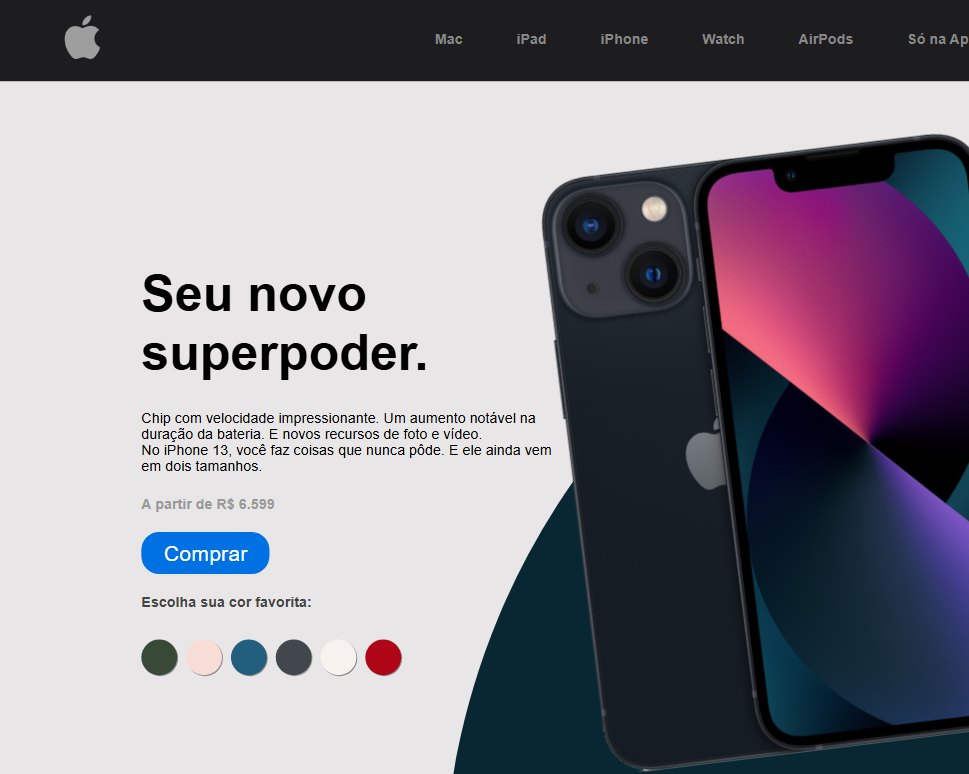 Mac iPad iPhone Watch AirPods Só na Ap
Seu novo
superpoder.
Chip com velocidade impressionante. Um aumento notável na
duração da bateria. E novos recursos de foto e vídeo.
No iPhone 13, você faz coisas que nunca pôde. E ele ainda vem
em dois tamanhos.
A partir de R$ 6.599
Comprar
Escolha sua cor favorita: